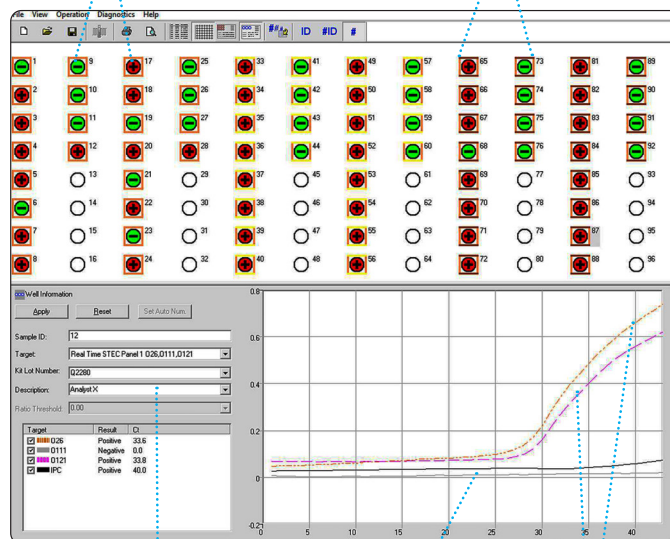 File View Operation Diagnostics Help
ID #ID #
1 9 17 25 33 41 49 57 65 73 81 89
2 10 18 26 34 42 50 58 66 74 82 90
3 11 19 27 35 43 51 59 67 75 83 91
4 12 20 28 36 44 52 60 68 76 84 92
5 13 21 29 37 45 53 61 69 77 85 93
6 14 22 30 38 46 54 62 70 78 86 94
7 15 23 31 39 47 55 63 71 79 87 95
8 16 24 32 40 48 56 64 72 80 88 96
Well Information
Apply Reset Set Auto Num
Sample ID: 12
Target: Real Time STEC Panel 1 O26,O111,O121
Kit Lot Number: Q2280
Description: Analyst X
Ratio Threshold: 0.00
Target Result Ct
O26 Positive 33.6
O111 Negative 0.0
O121 Positive 33.8
IPC Positive 40.0
0.8
0.6
0.4
0.2
0
-0.2
0 5 10 15 20 25 30 35 40